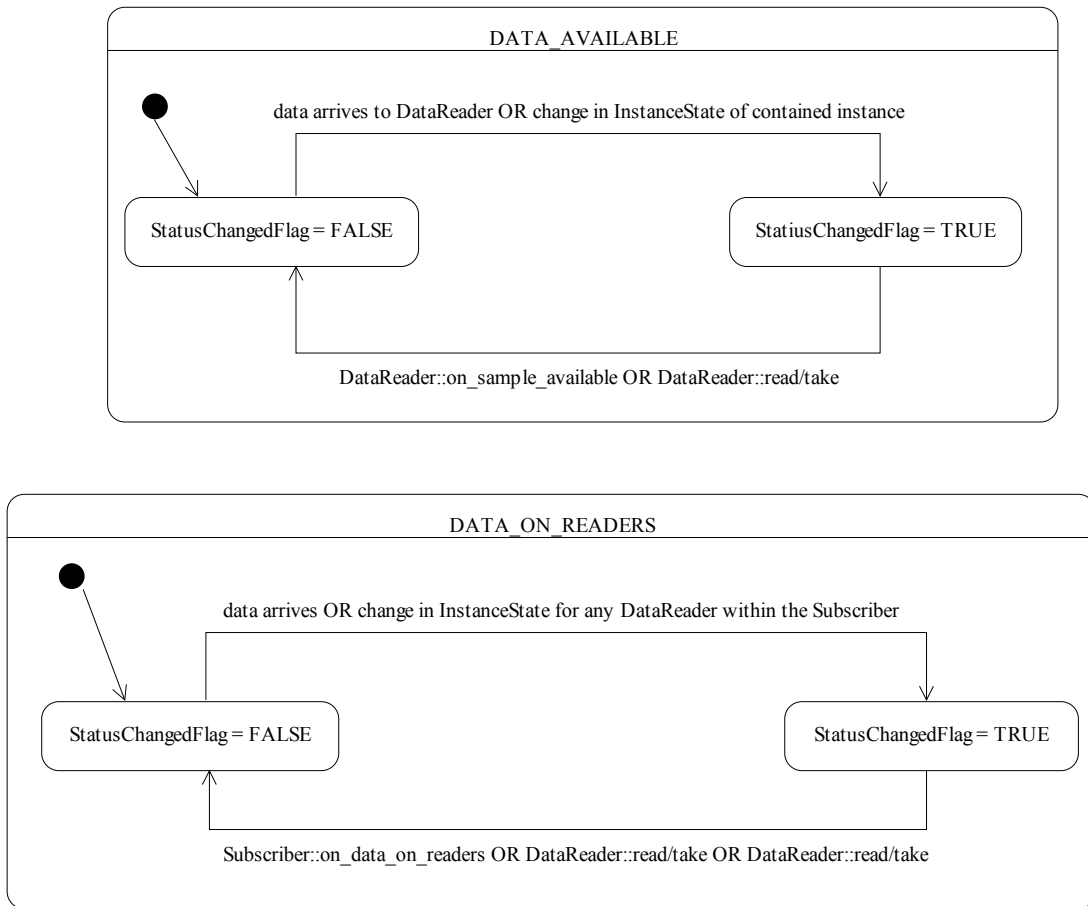 DATA_AVAILABLE
data arrives to DataReader OR change in InstanceState of contained instance
StatusChangedFlag = FALSE
StatiusChangedFlag = TRUE
DataReader::on_sample_available OR DataReader::read/take
DATA_ON_READERS
data arrives OR change in InstanceState for any DataReader within the Subscriber
StatusChangedFlag = FALSE
StatusChangedFlag = TRUE
Subscriber::on_data_on_readers OR DataReader::read/take OR DataReader::read/take